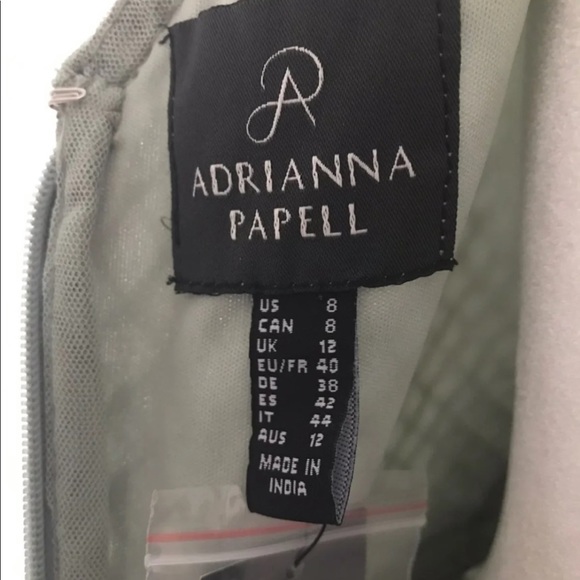 ADRIANNA
PAPELL
US 8
CAN 8
UK 12
EU/FR 40
DE 38
ES 42
IT 44
AUS 12
MADE IN
INDIA